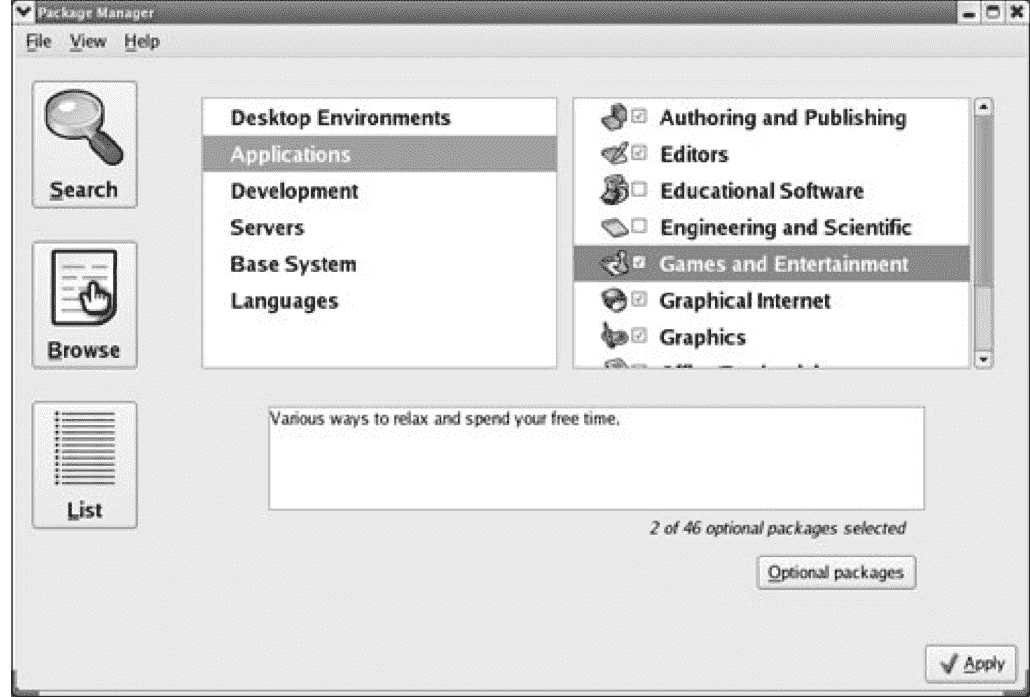 Package Manager
File View Help
Search
Browse
List
Desktop Environments
Applications
Development
Servers
Base System
Languages
Authoring and Publishing
Editors
Educational Software
Engineering and Scientific
Games and Entertainment
Graphical Internet
Graphics
Various ways to relax and spend your free time.
2 of 46 optional packages selected
Optional packages
Apply